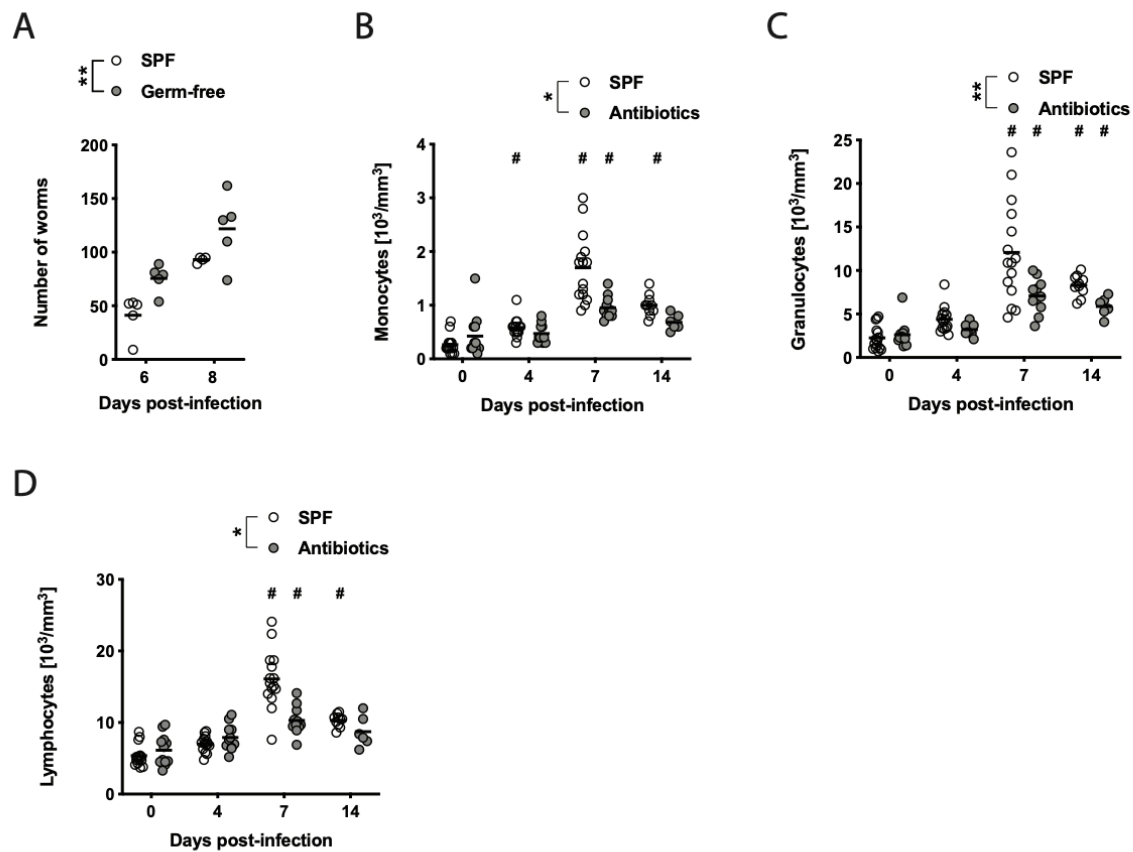 A
SPF
**
Germ-free
200
150
100
50
0
Number of worms
6 8
Days post-infection
B
SPF
*
Antibiotics
# # # #
4
3
2
1
0
Monocytes [10³/mm³]
0 4 7 14
Days post-infection
C
SPF
**
Antibiotics
# # # #
25
20
15
10
5
0
Granulocytes [10³/mm³]
0 4 7 14
Days post-infection
D
SPF
*
Antibiotics
# # #
30
20
10
0
Lymphocytes [10³/mm³]
0 4 7 14
Days post-infection